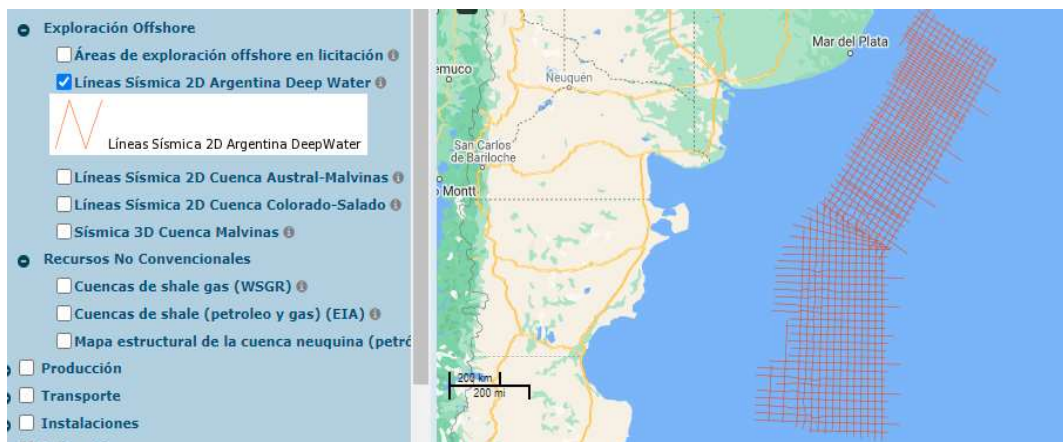 Exploración Offshore
Áreas de exploración offshore en licitación
Líneas Sísmica 2D Argentina Deep Water
Líneas Sísmica 2D Argentina DeepWater
Líneas Sísmica 2D Cuenca Austral-Malvinas
Líneas Sísmica 2D Cuenca Colorado-Salado
Sísmica 3D Cuenca Malvinas
Recursos No Convencionales
Cuencas de shale gas (WSGR)
Cuencas de shale (petroleo y gas) (EIA)
Mapa estructural de la cuenca neuquina (petró
Producción
Transporte
Instalaciones
Mar del Plata
emuco
Neuquén
San Carlos
de Bariloche
Montt
200 km
200 mi